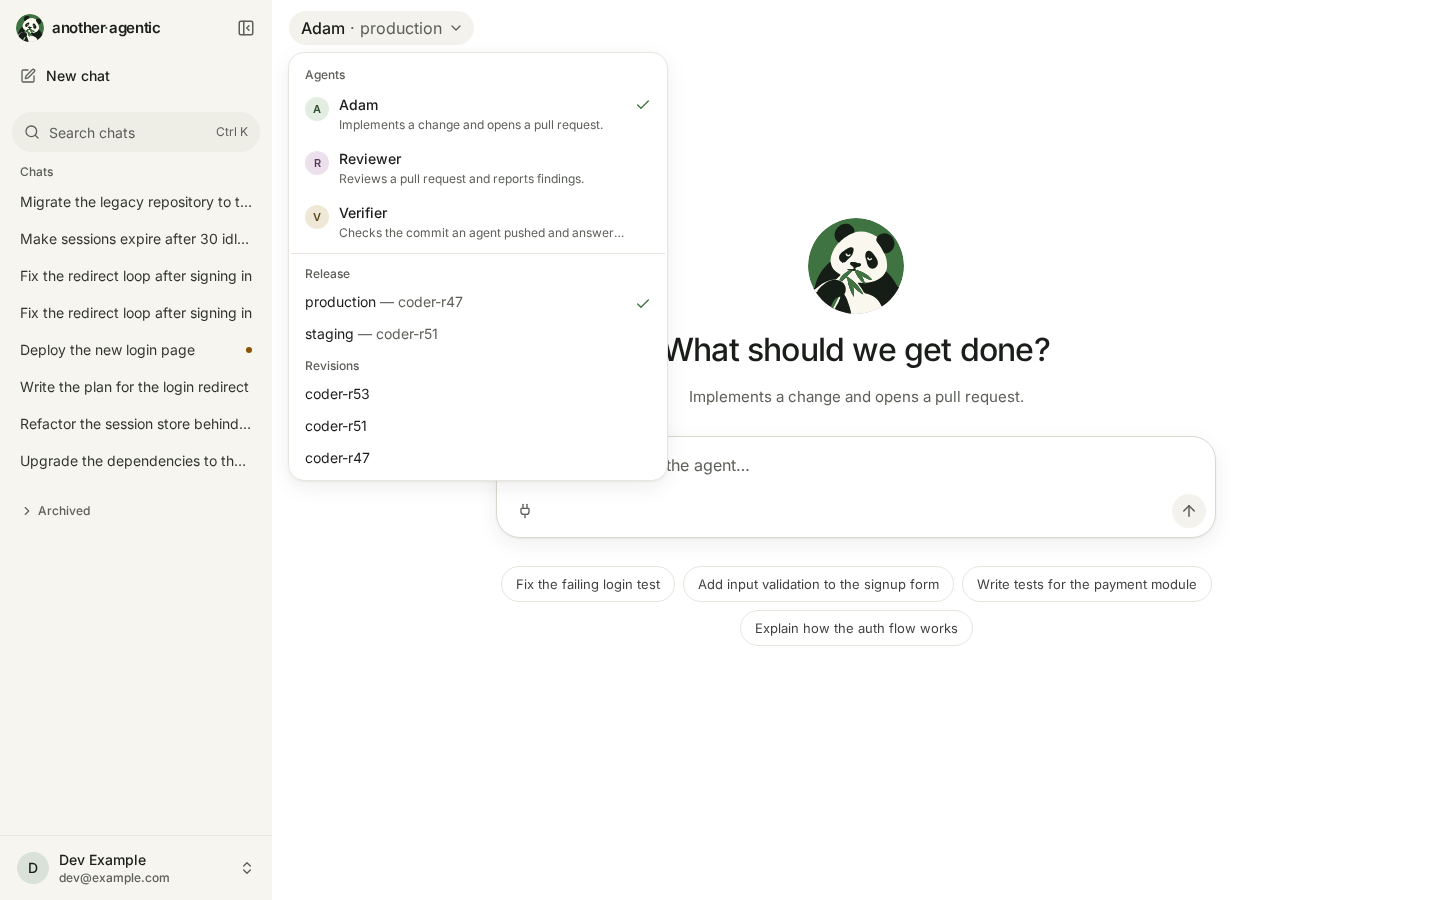 another·agentic
New chat
Search chats Ctrl K
Chats
Migrate the legacy repository to t...
Make sessions expire after 30 idl...
Fix the redirect loop after signing in
Fix the redirect loop after signing in
Deploy the new login page
Write the plan for the login redirect
Refactor the session store behind...
Upgrade the dependencies to th...
Archived
D
Dev Example
dev@example.com
Adam · production
Agents
A
Adam
Implements a change and opens a pull request.
R
Reviewer
Reviews a pull request and reports findings.
V
Verifier
Checks the commit an agent pushed and answer...
Release
production — coder-r47
staging — coder-r51
Revisions
coder-r53
coder-r51
coder-r47
What should we get done?
Implements a change and opens a pull request.
the agent...
Fix the failing login test
Add input validation to the signup form
Write tests for the payment module
Explain how the auth flow works